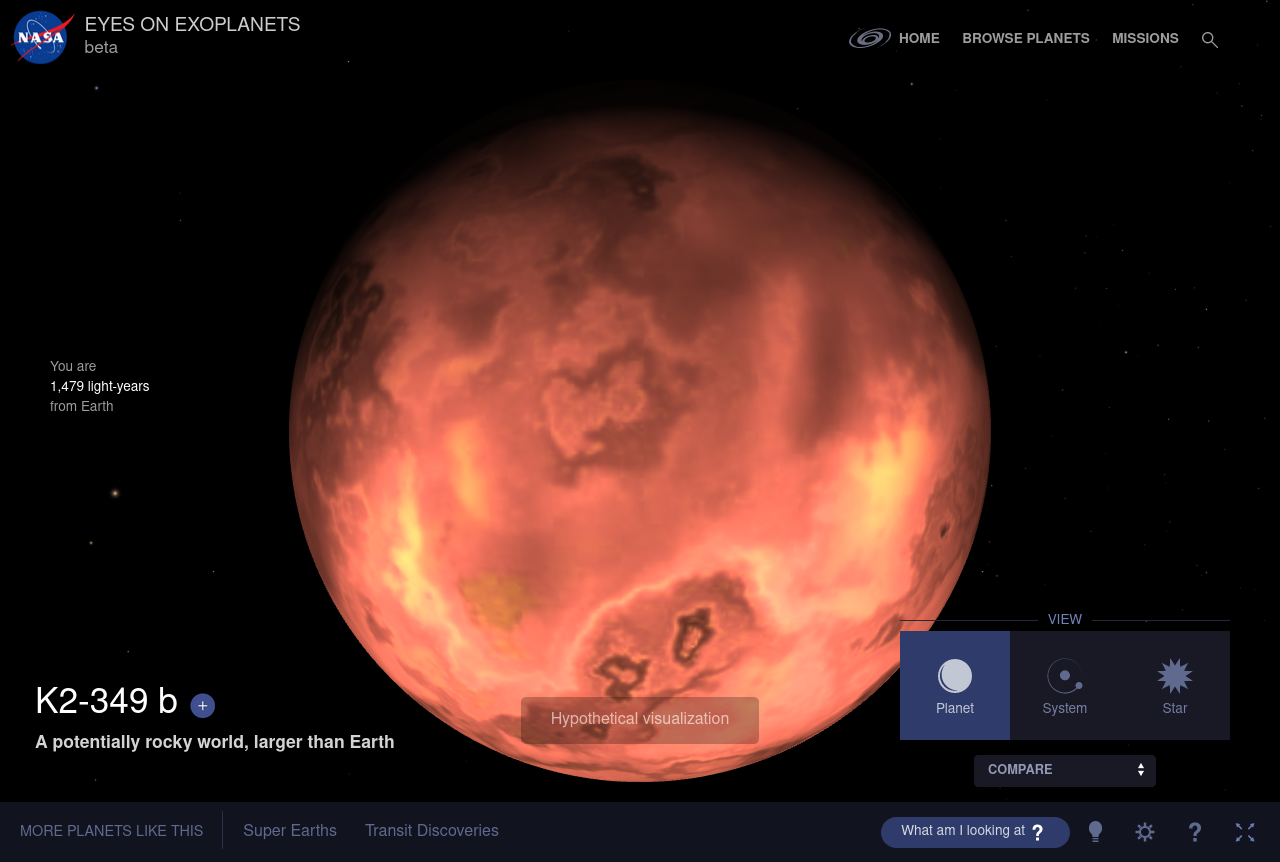 NASA
EYES ON EXOPLANETS
beta
HOME
BROWSE PLANETS
MISSIONS
You are
1,479 light-years
from Earth
VIEW
Planet
System
Star
K2-349 b +
A potentially rocky world, larger than Earth
Hypothetical visualization
COMPARE
MORE PLANETS LIKE THIS
Super Earths
Transit Discoveries
What am I looking at ?
?